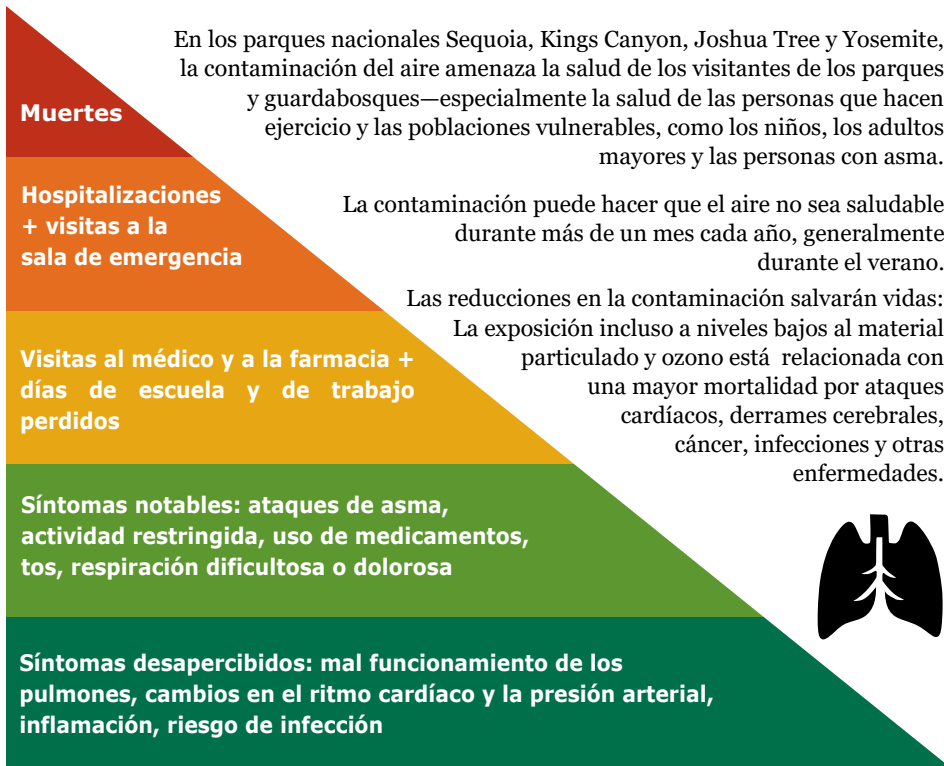 En los parques nacionales Sequoia, Kings Canyon, Joshua Tree y Yosemite,
la contaminación del aire amenaza la salud de los visitantes de los parques
y guardabosques—especialmente la salud de las personas que hacen
ejercicio y las poblaciones vulnerables, como los niños, los adultos
mayores y las personas con asma.
La contaminación puede hacer que el aire no sea saludable
durante más de un mes cada año, generalmente
durante el verano.
Las reducciones en la contaminación salvarán vidas:
La exposición incluso a niveles bajos al material
particulado y ozono está relacionada con
una mayor mortalidad por ataques
cardíacos, derrames cerebrales,
cáncer, infecciones y otras
enfermedades.
Muertes
Hospitalizaciones
+ visitas a la
sala de emergencia
Visitas al médico y a la farmacia +
días de escuela y de trabajo
perdidos
Síntomas notables: ataques de asma,
actividad restringida, uso de medicamentos,
tos, respiración dificultosa o dolorosa
Síntomas desapercibidos: mal funcionamiento de los
pulmones, cambios en el ritmo cardíaco y la presión arterial,
inflamación, riesgo de infección